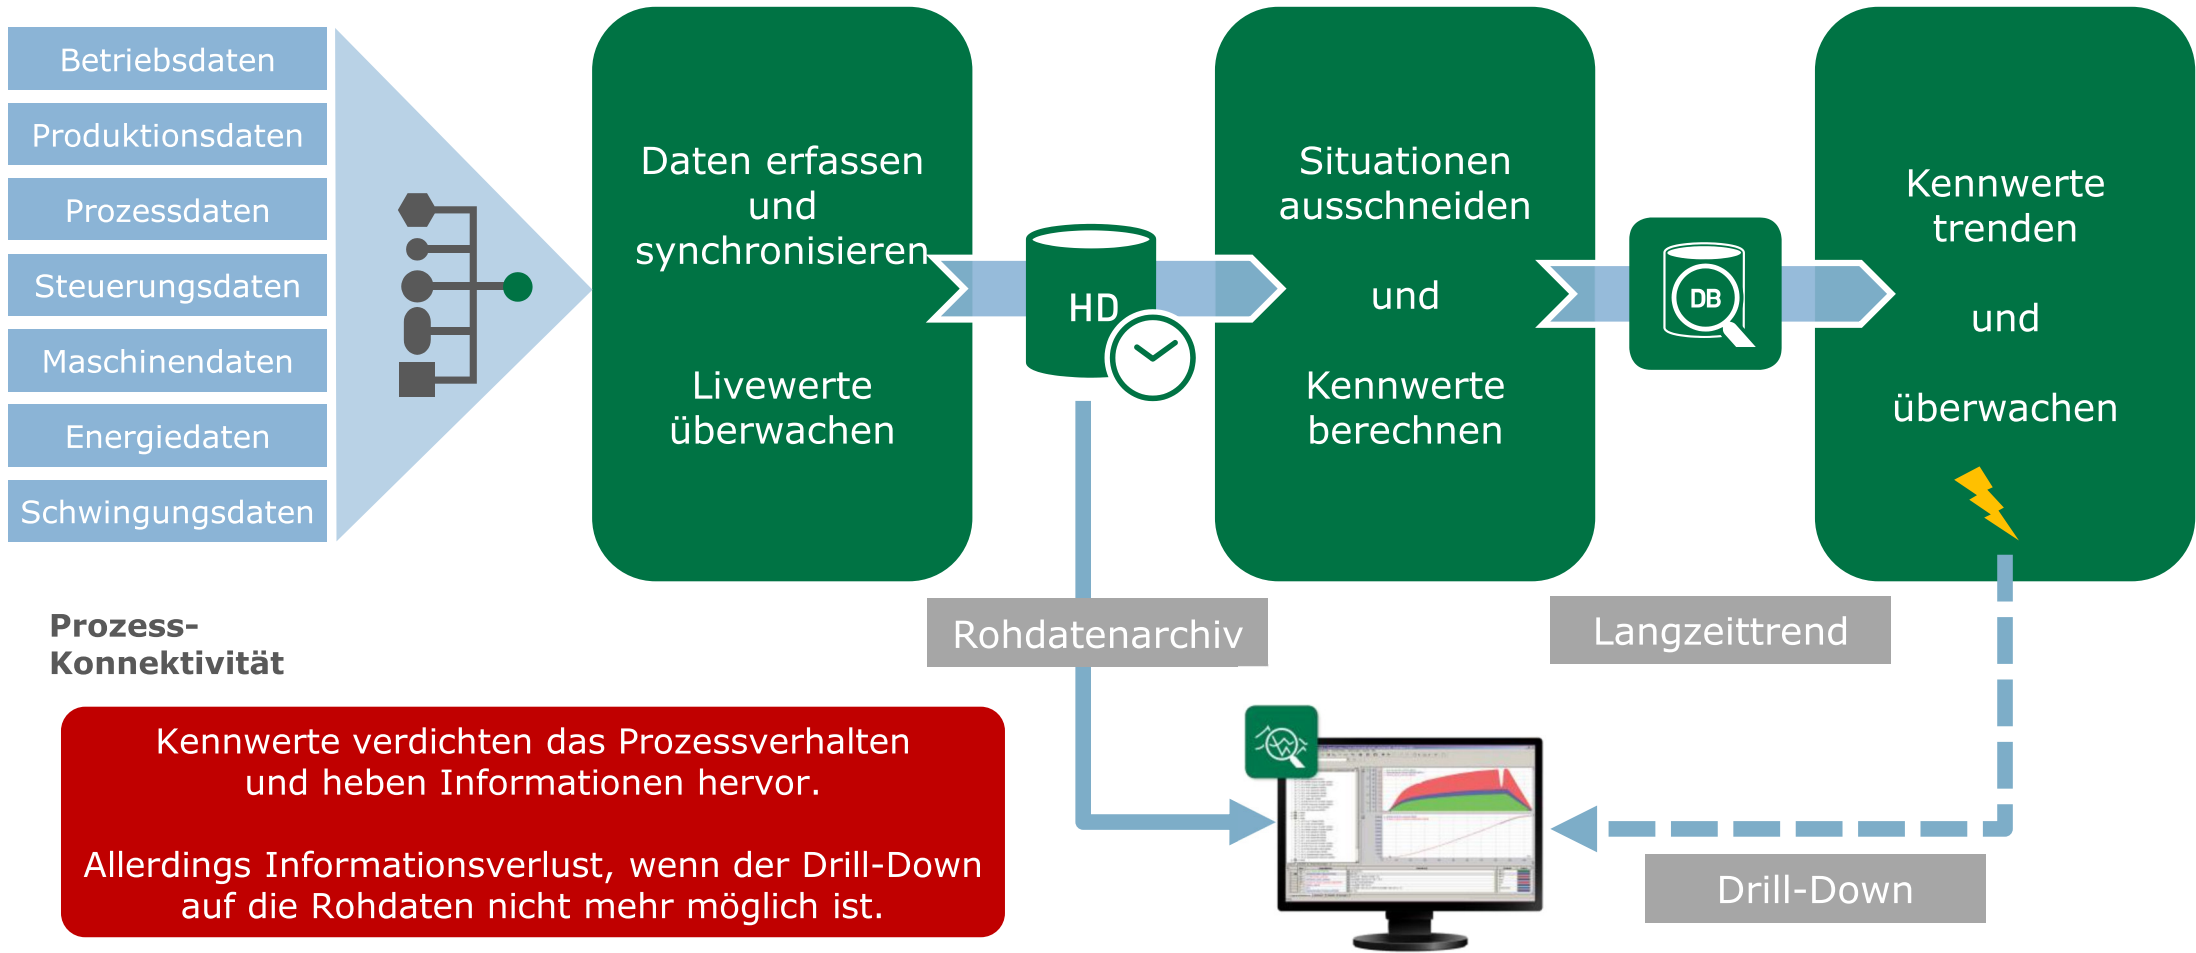 Betriebsdaten
Produktionsdaten
Prozessdaten
Steuerungsdaten
Maschinendaten
Energiedaten
Schwingungsdaten
Prozess-
Konnektivität
Daten erfassen
und
synchronisieren
Livewerte
überwachen
HD
Situationen
ausschneiden
und
Kennwerte
berechnen
DB
Kennwerte
trenden
und
überwachen
Rohdatenarchiv
Langzeittrend
Drill-Down
Kennwerte verdichten das Prozessverhalten
und heben Informationen hervor.
Allerdings Informationsverlust, wenn der Drill-Down
auf die Rohdaten nicht mehr möglich ist.